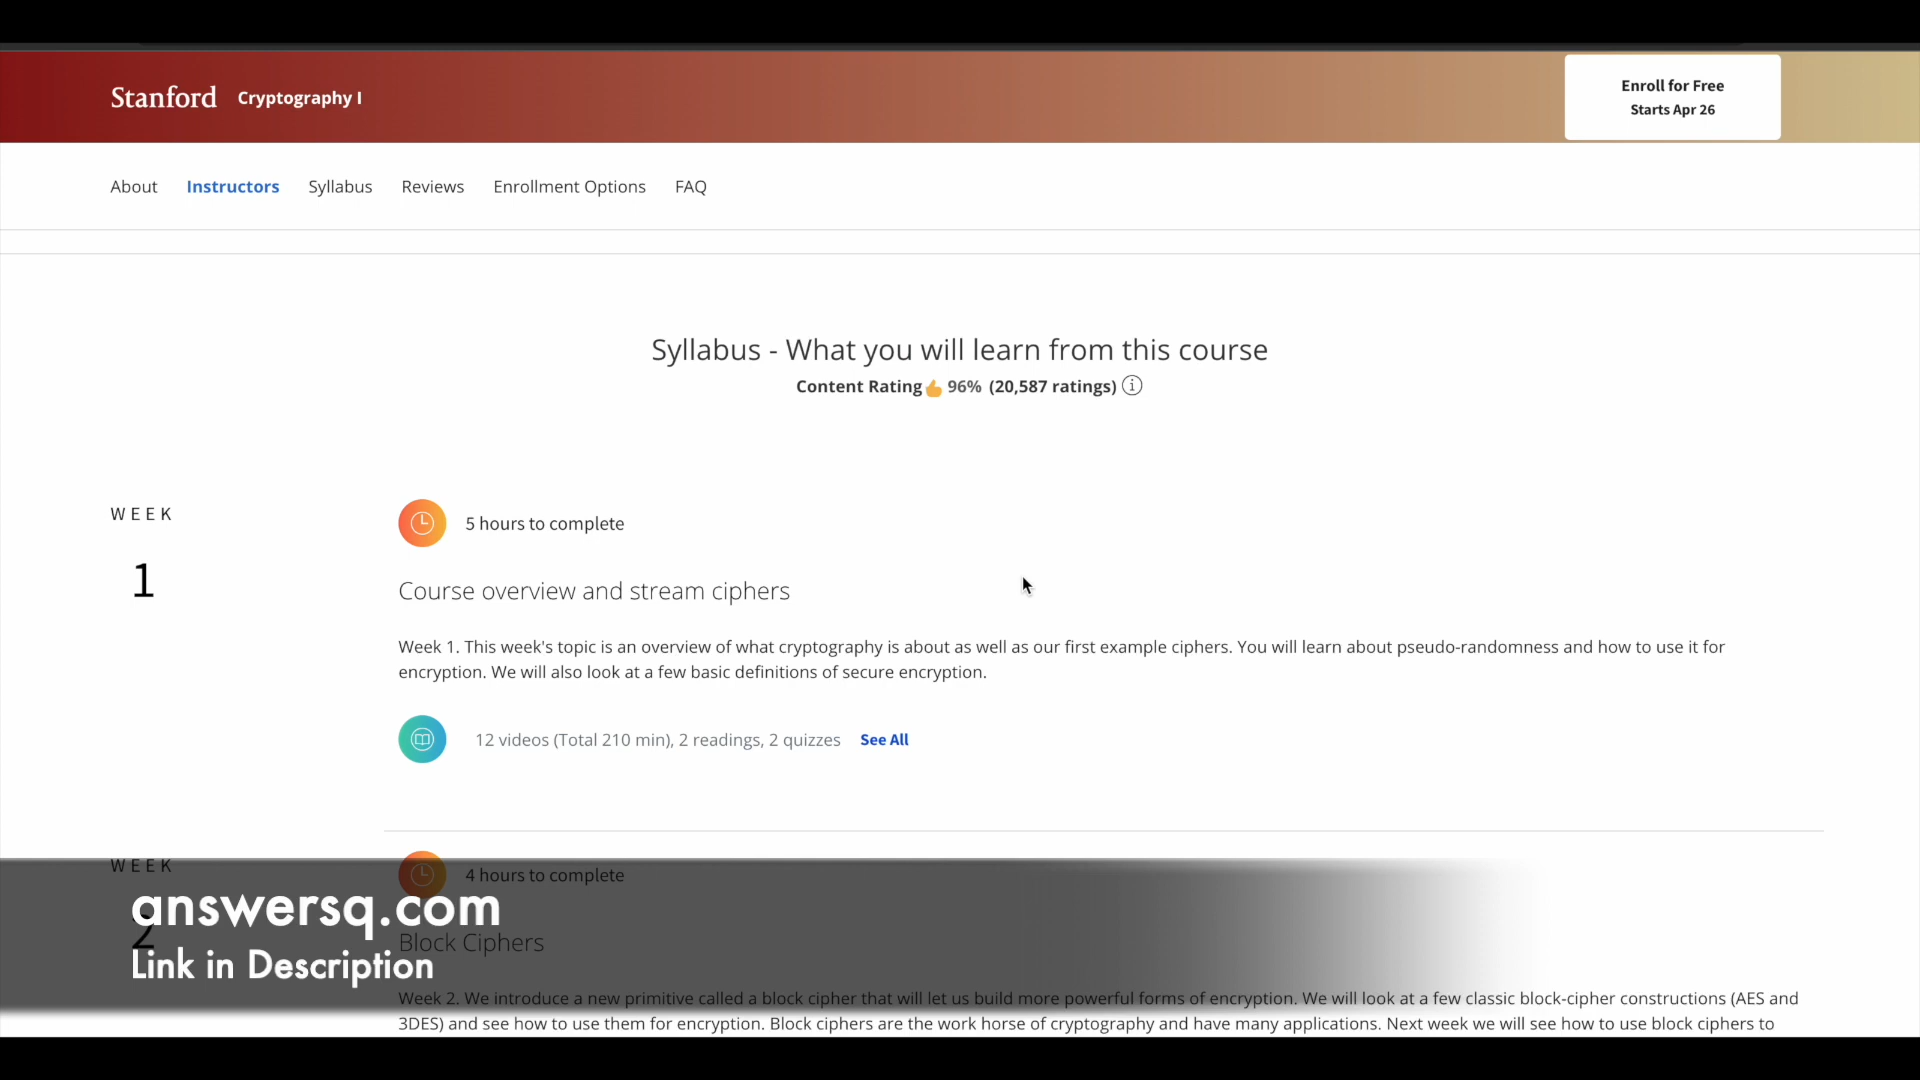 Stanford Cryptography I
Enroll for Free
Starts Apr 26
About Instructors Syllabus Reviews Enrollment Options FAQ
Syllabus - What you will learn from this course
Content Rating 96% (20,587 ratings)
WEEK
1
5 hours to complete
Course overview and stream ciphers
Week 1. This week's topic is an overview of what cryptography is about as well as our first example ciphers. You will learn about pseudo-randomness and how to use it for
encryption. We will also look at a few basic definitions of secure encryption.
12 videos (Total 210 min), 2 readings, 2 quizzes See All
WEEK
2
4 hours to complete
answersq.com
Block Ciphers
Link in Description
Week 2. We introduce a new primitive called a block cipher that will let us build more powerful forms of encryption. We will look at a few classic block-cipher constructions (AES and
3DES) and see how to use them for encryption. Block ciphers are the work horse of cryptography and have many applications. Next week we will see how to use block ciphers to